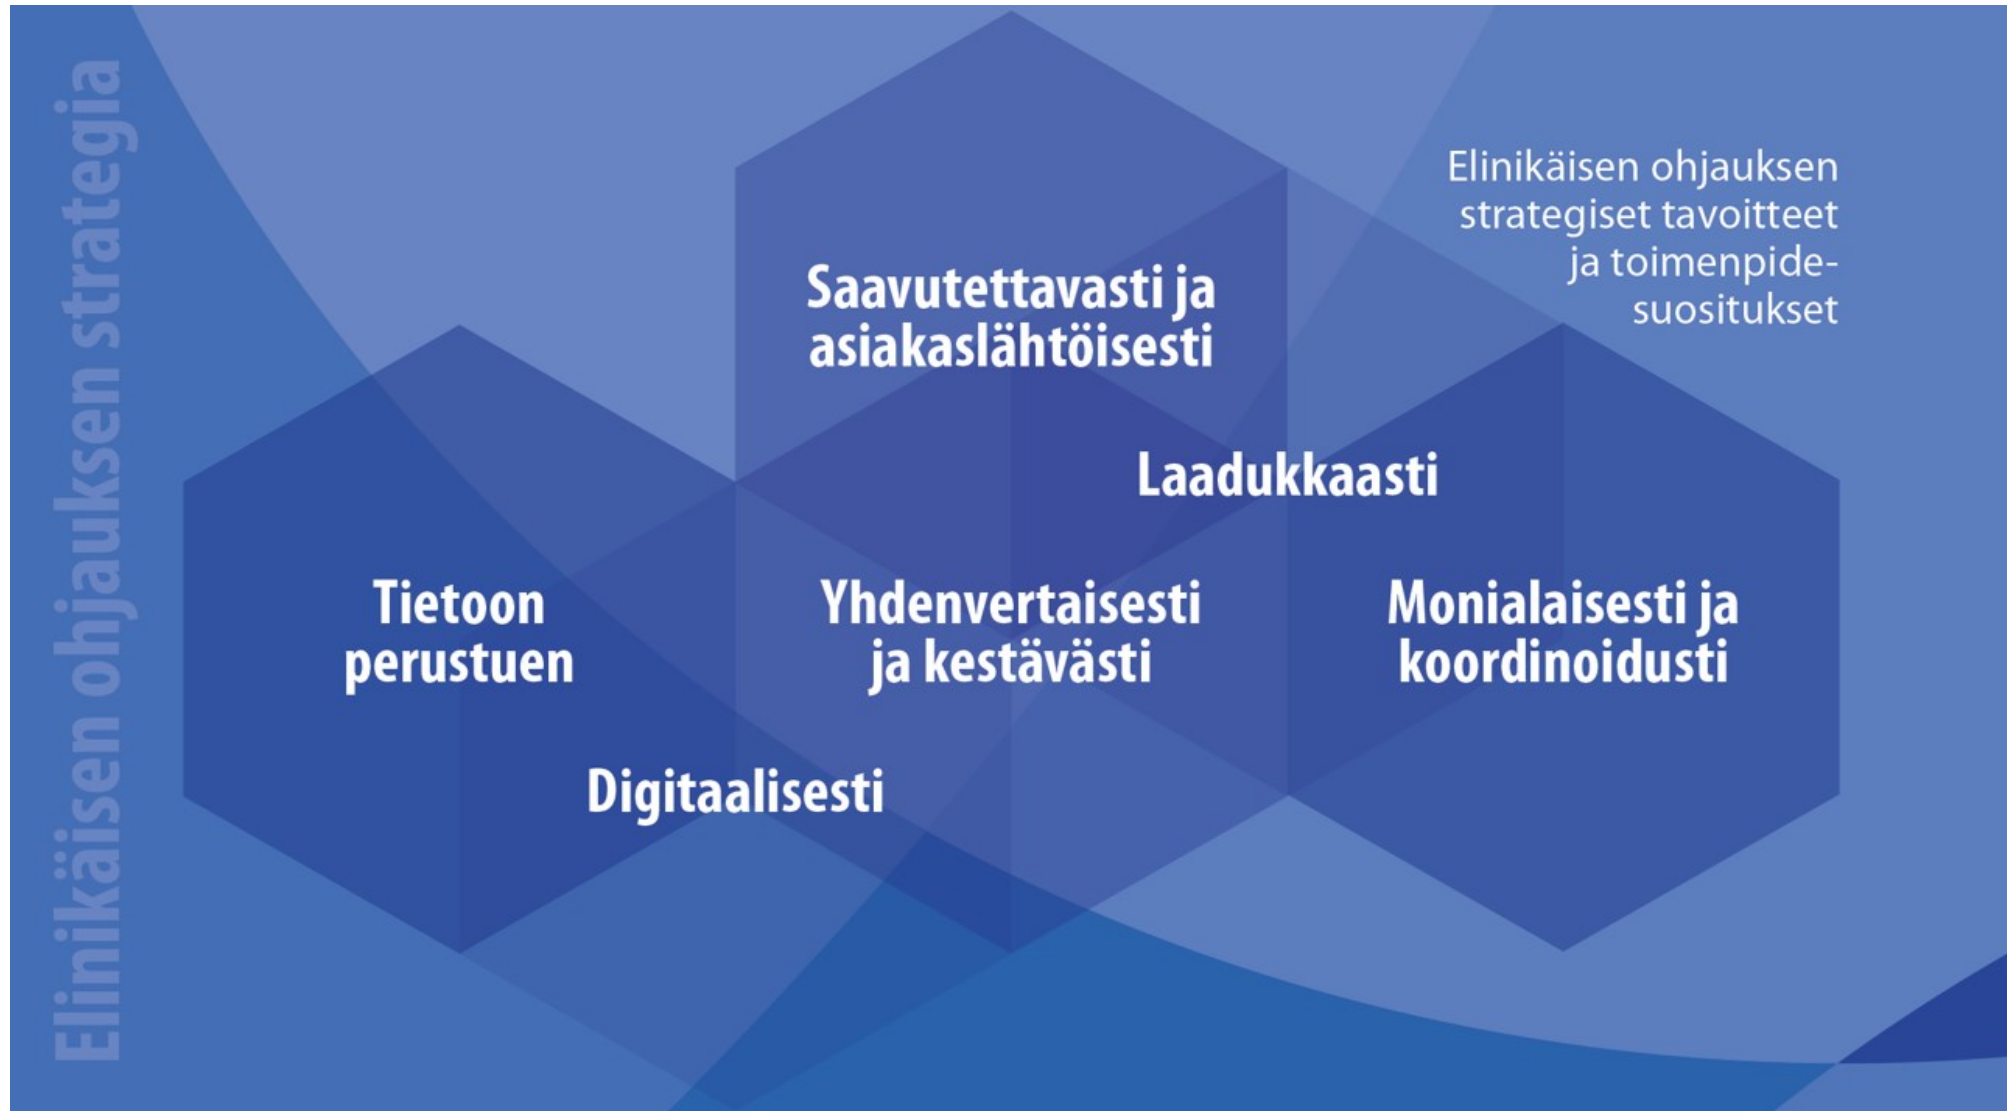 Elinikäisen ohjauksen strategia
Elinikäisen ohjauksen
strategiset tavoitteet
ja toimenpide-
suositukset
Saavutettavasti ja
asiakaslähtöisesti
Laadukkaasti
Tietoon
perustuen
Yhdenvertaisesti
ja kestävästi
Monialaisesti ja
koordinoidusti
Digitaalisesti